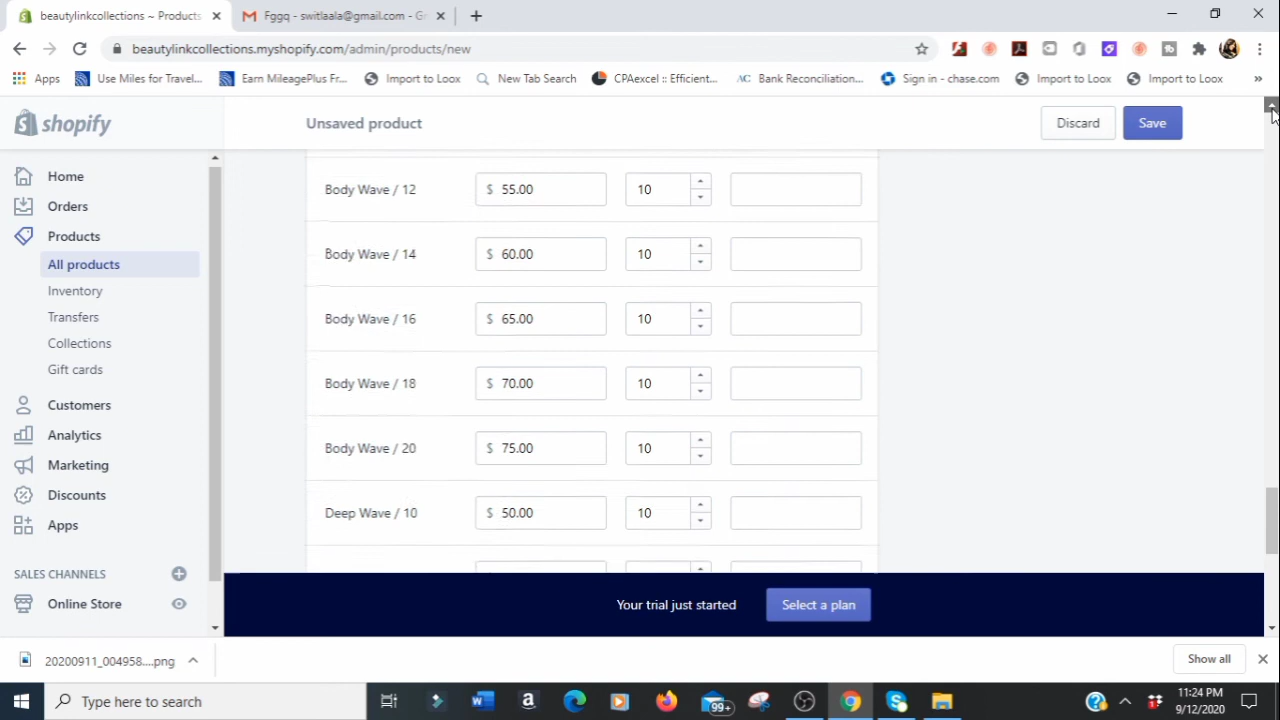 beautylinkcollections ~ Products
Fggq - switlaala@gmail.com - Gr
beautylinkcollections.myshopify.com/admin/products/new
Apps
Use Miles for Travel...
Earn MileagePlus Fr...
Import to Loox
New Tab Search
CPAexcel :: Efficient...
AC Bank Reconciliation...
Sign in - chase.com
Import to Loox
Import to Loox
»
shopify
Unsaved product
Discard
Save
Home
Orders
Products
All products
Inventory
Transfers
Collections
Gift cards
Customers
Analytics
Marketing
Discounts
Apps
SALES CHANNELS
Online Store
Body Wave / 12 $ 55.00 10
Body Wave / 14 $ 60.00 10
Body Wave / 16 $ 65.00 10
Body Wave / 18 $ 70.00 10
Body Wave / 20 $ 75.00 10
Deep Wave / 10 $ 50.00 10
Your trial just started
Select a plan
20200911_004958....png
Show all
Type here to search
99+
11:24 PM
9/12/2020